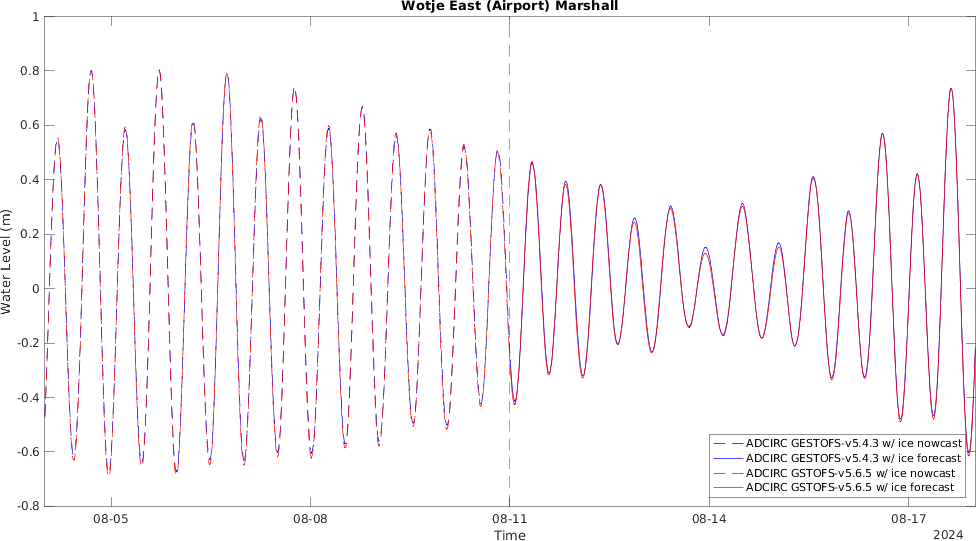 Wotje East (Airport) Marshall
1
0.8
0.6
0.4
0.2
0
-0.2
-0.4
-0.6
-0.8
Water Level (m)
ADCIRC GESTOFS-v5.4.3 w/ ice nowcast
ADCIRC GESTOFS-v5.4.3 w/ ice forecast
ADCIRC GSTOFS-v5.6.5 w/ ice nowcast
ADCIRC GSTOFS-v5.6.5 w/ ice forecast
08-05 08-08 08-11 08-14 08-17
Time
2024